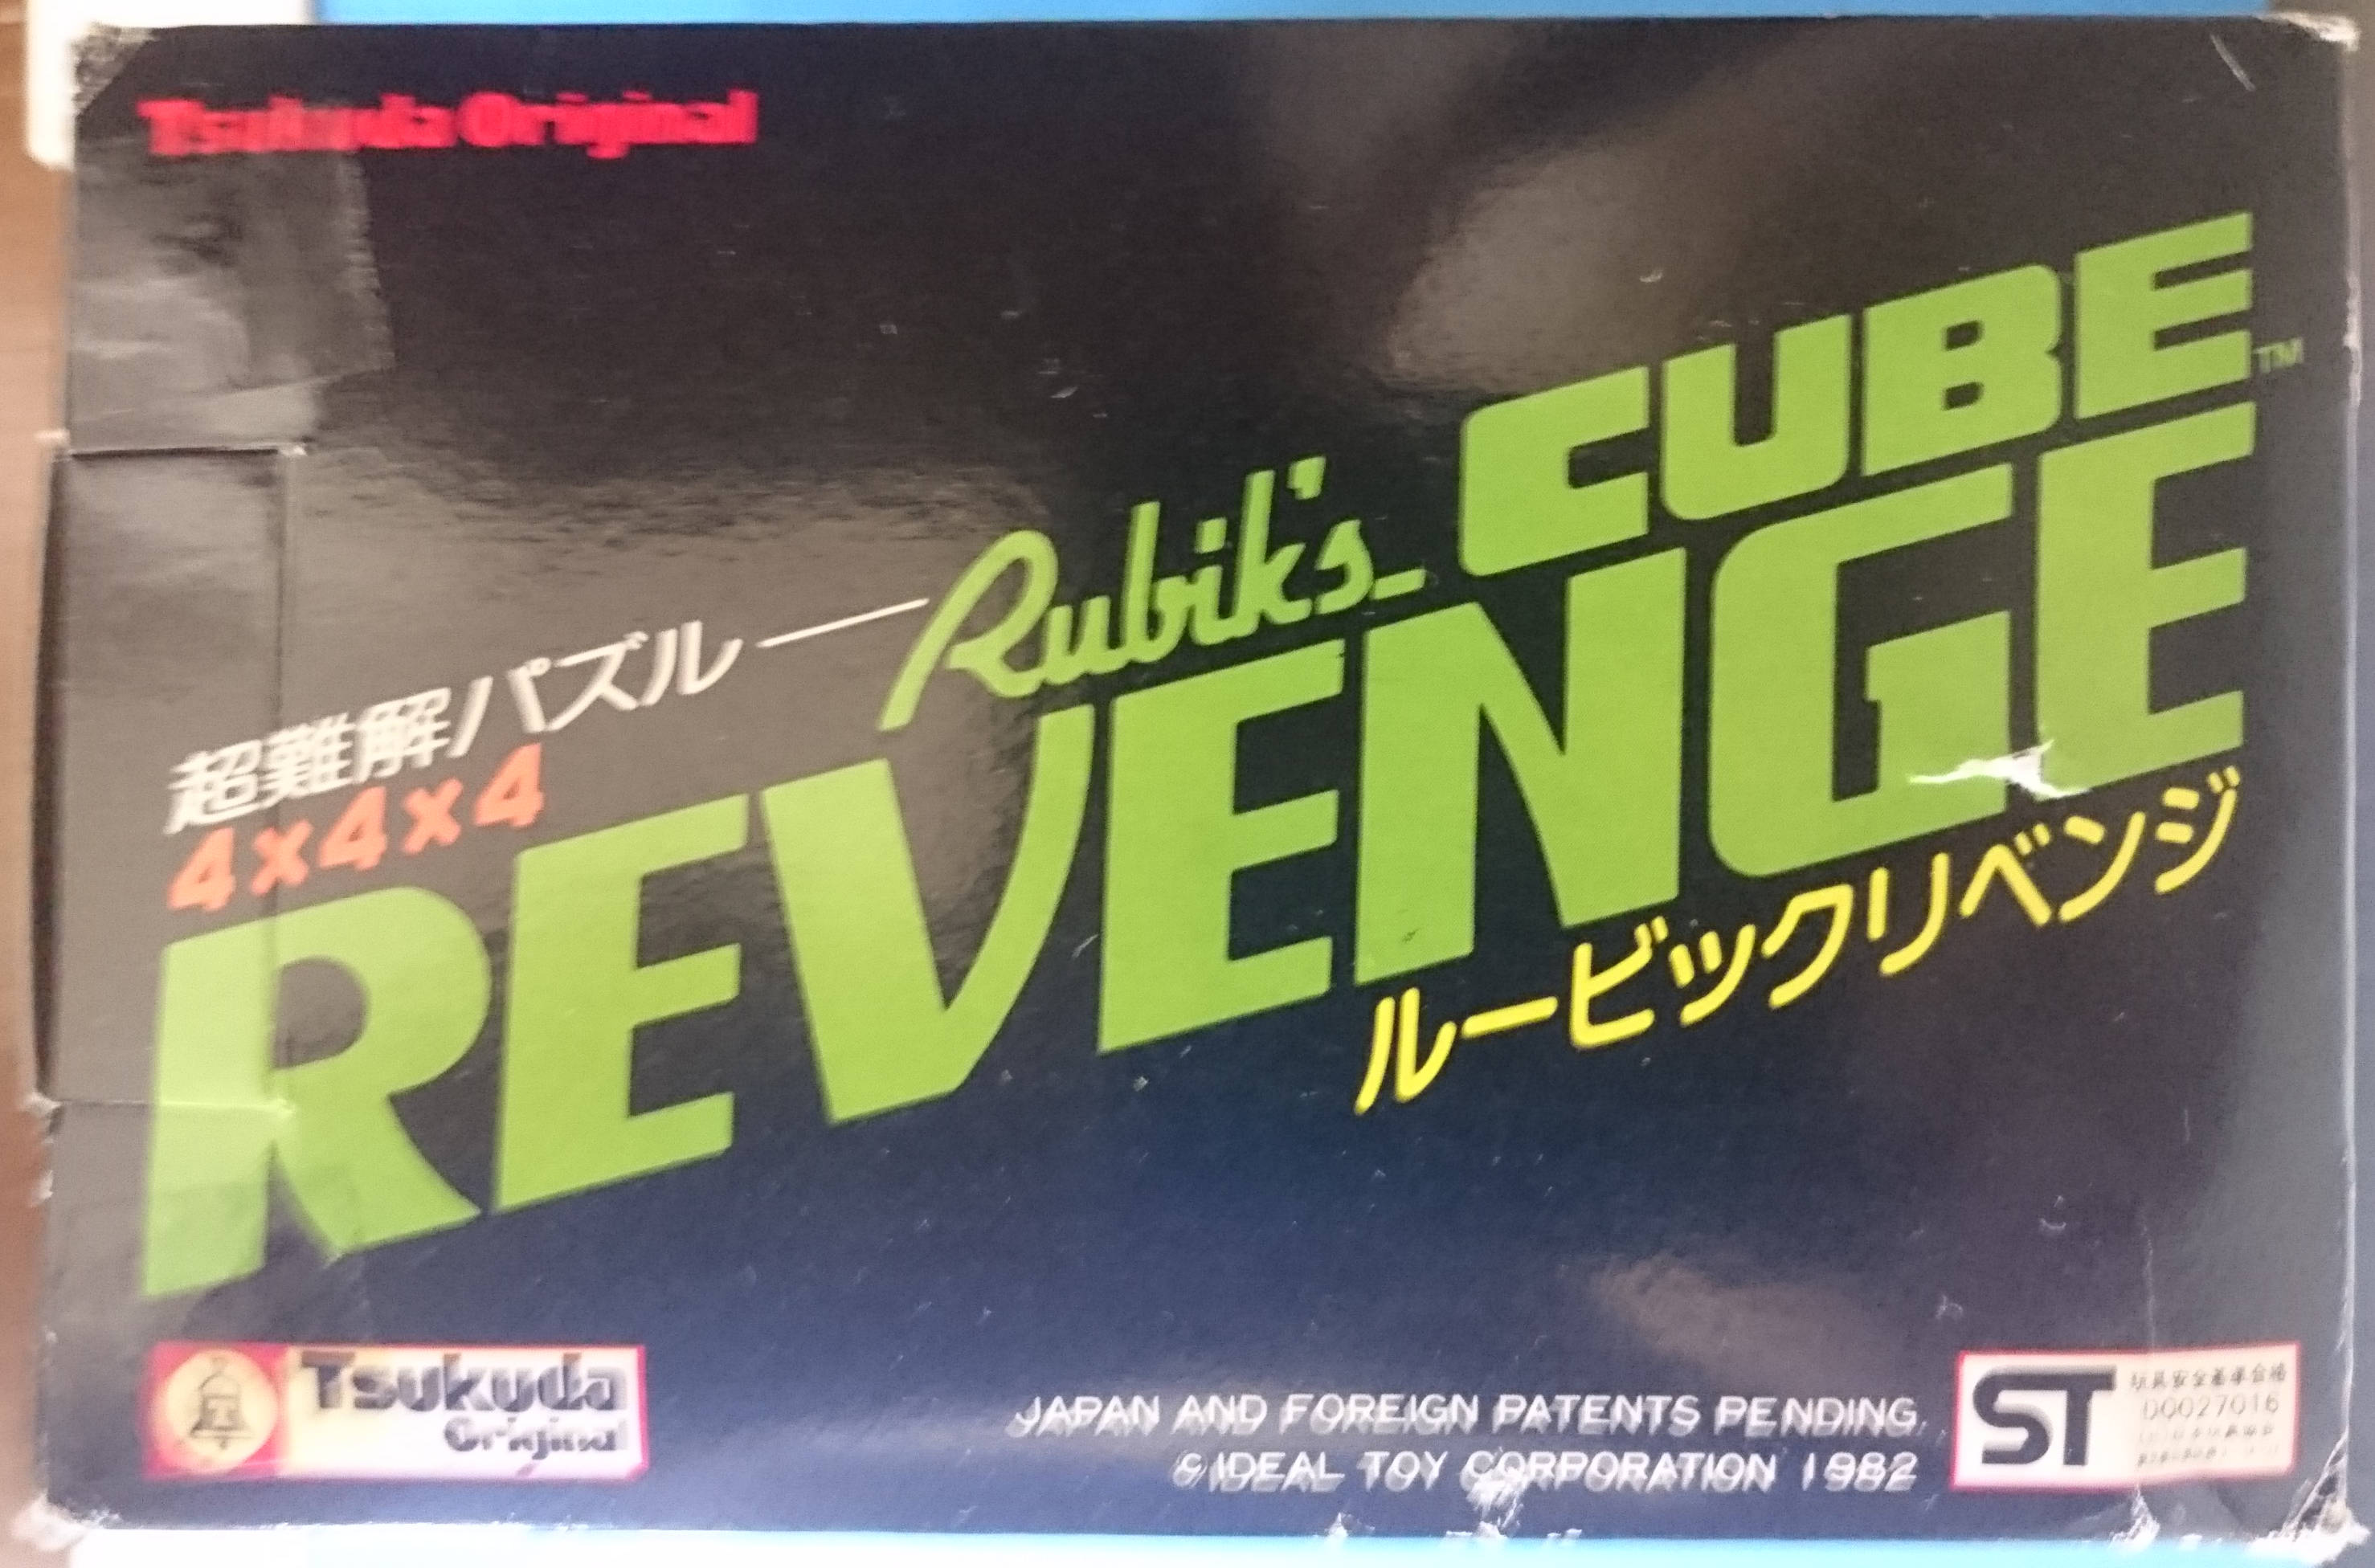 Tsukuda Original
Rubik's CUBE TM
超難解パズル
4×4×4
REVENGE
ルービックリベンジ
Tsukuda
Original
JAPAN AND FOREIGN PATENTS PENDING
© IDEAL TOY CORPORATION 1982
ST
玩具安全基準合格
00027016